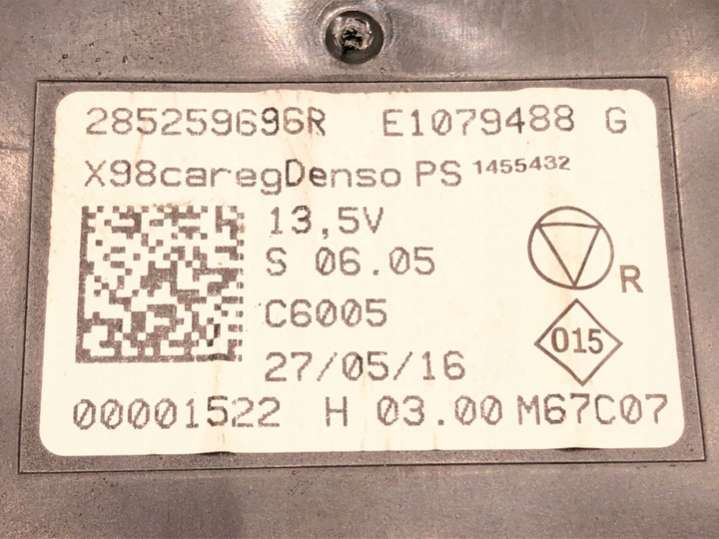 285259696R E1079488 G
X98caregDenso PS 1455432
13,5V
S 06.05
R
C6005
015
27/05/16
00001522 H 03.00 M67C07